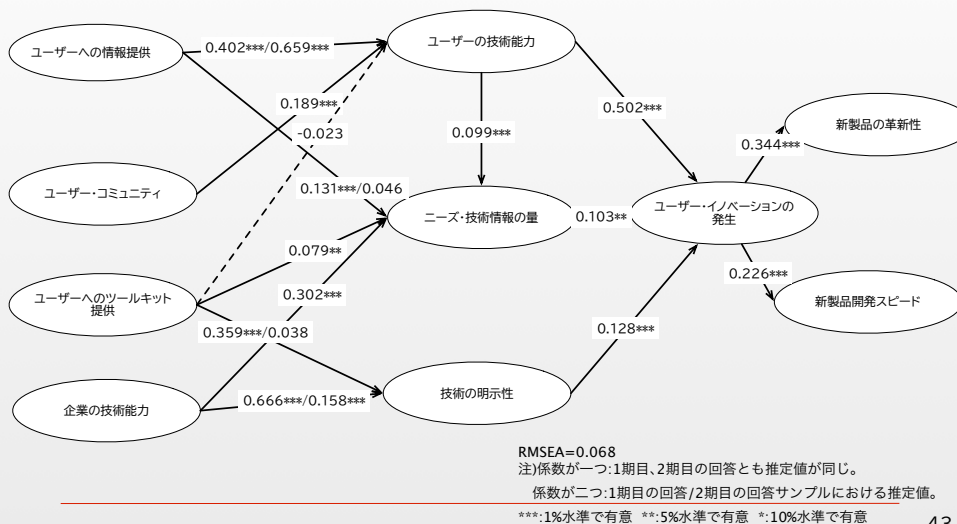 ユーザーへの情報提供
0.402***/0.659***
ユーザーの技術能力
0.189***
-0.023
0.099***
0.502***
新製品の革新性
0.344***
ユーザー・コミュニティ
0.131***/0.046
ニーズ・技術情報の量
0.103**
ユーザー・イノベーションの
発生
0.079**
0.226***
ユーザーへのツールキット
提供
0.302***
新製品開発スピード
0.359***/0.038
0.128***
企業の技術能力
0.666***/0.158***
技術の明示性
RMSEA=0.068
注)係数が一つ:1期目、2期目の回答とも推定値が同じ。
係数が二つ:1期目の回答/2期目の回答サンプルにおける推定値。
***:1%水準で有意 **:5%水準で有意 *:10%水準で有意
43